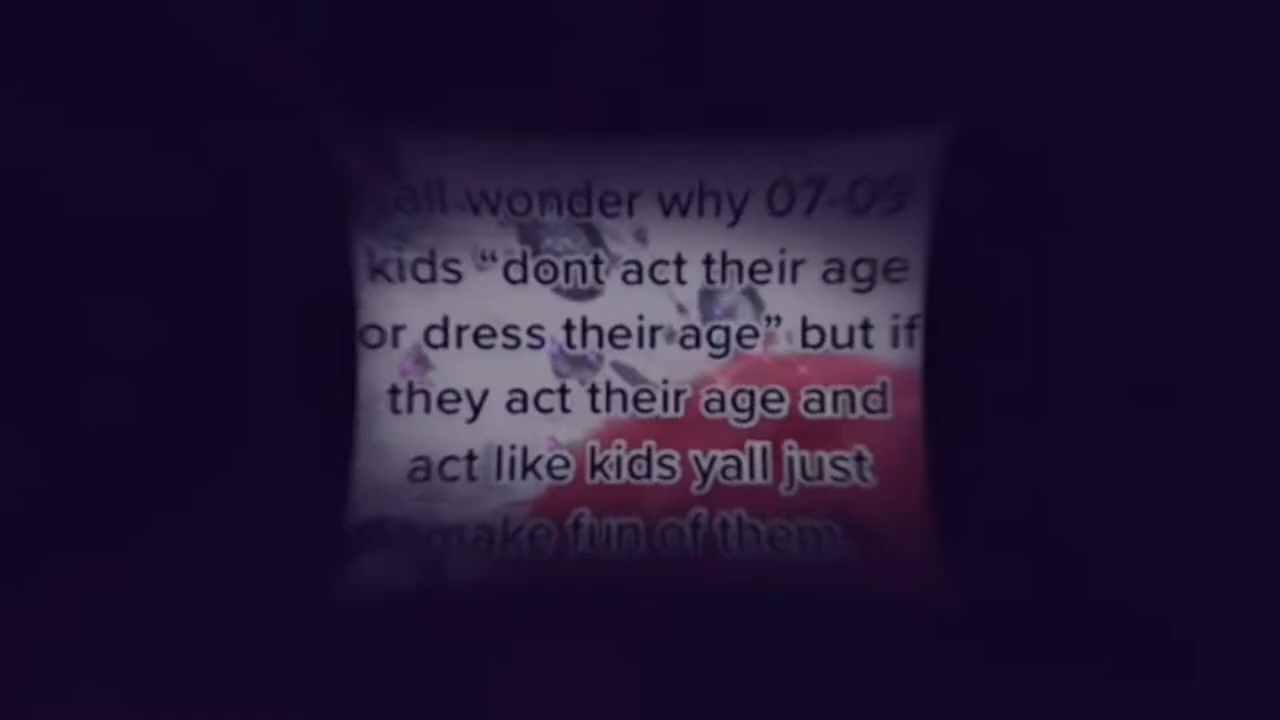 yall wonder why 07-09
kids “dont act their age
or dress their age” but if
they act their age and
act like kids yall just
make fun of them